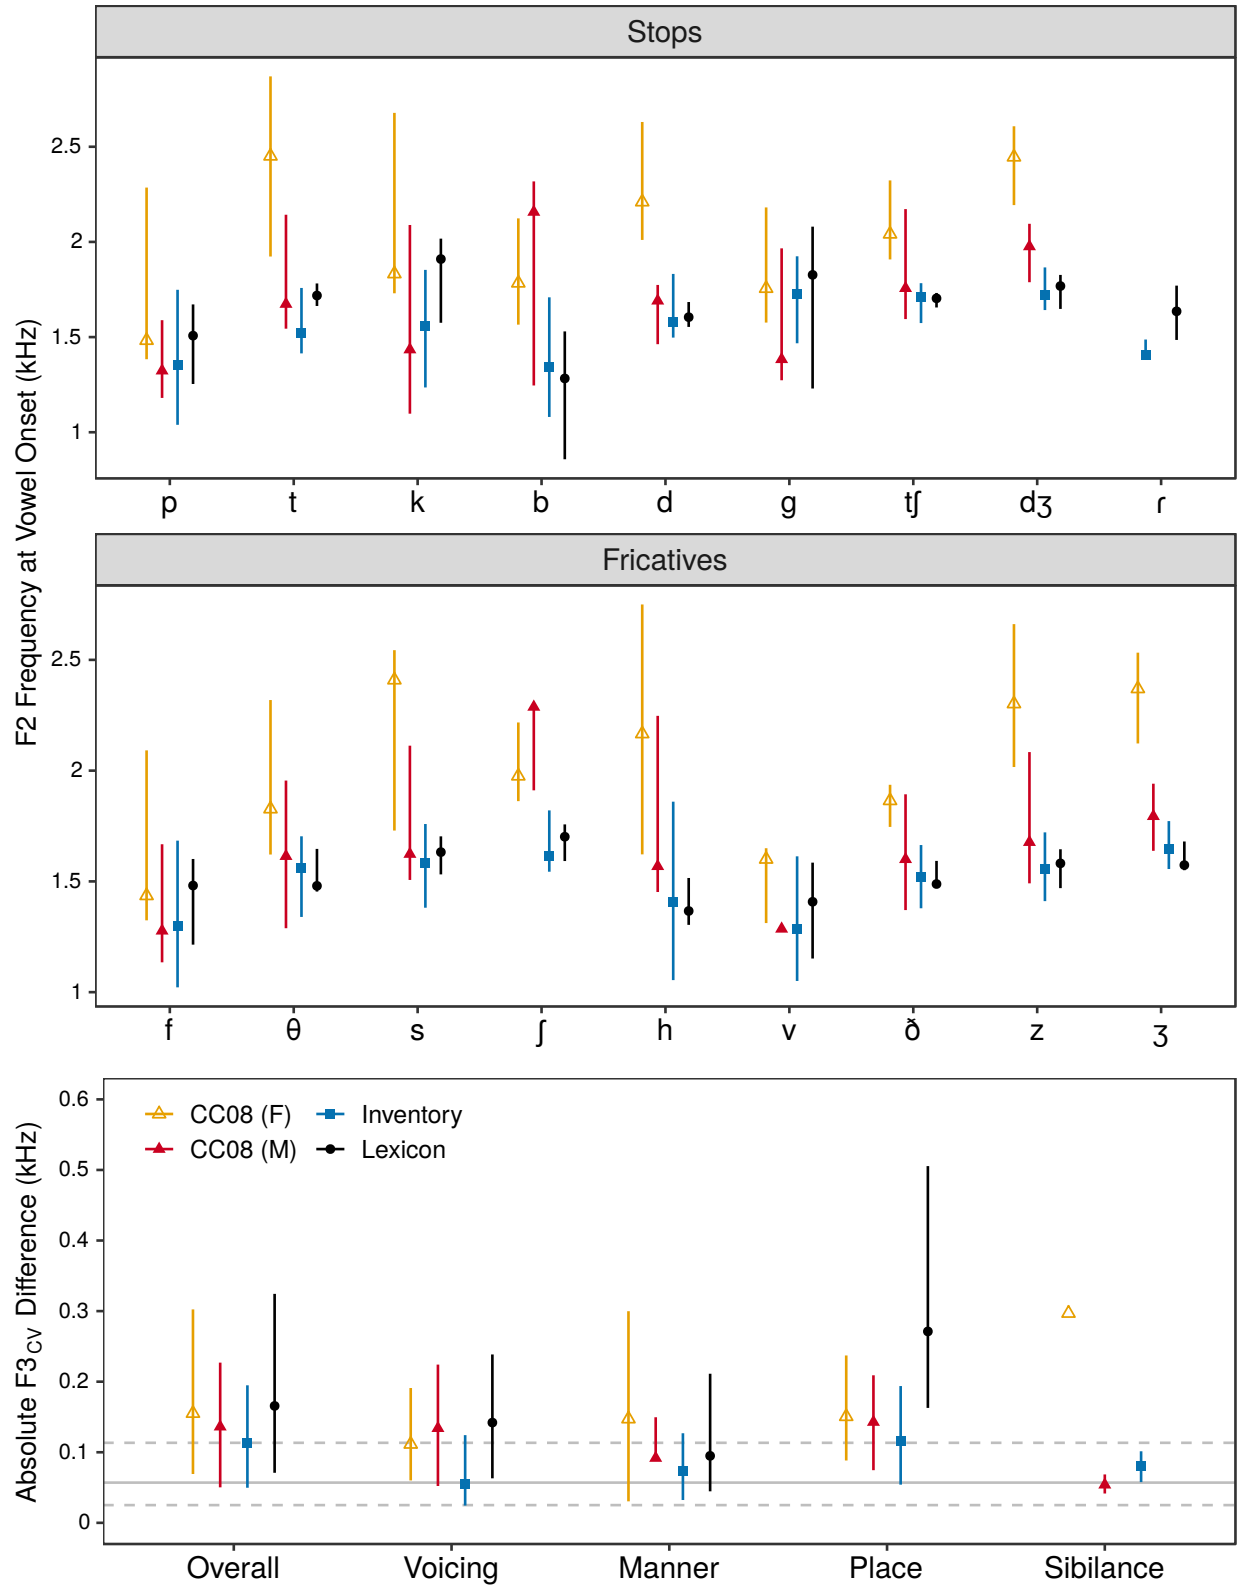 Stops
F2 Frequency at Vowel Onset (kHz)
2.5
2
1.5
1
p t k b d g tʃ dʒ ɾ
Fricatives
2.5
2
1.5
1
f θ s ʃ h v ð z ʒ
Absolute F3CV Difference (kHz)
0.6
0.5
0.4
0.3
0.2
0.1
0
CC08 (F) Inventory
CC08 (M) Lexicon
Overall Voicing Manner Place Sibilance